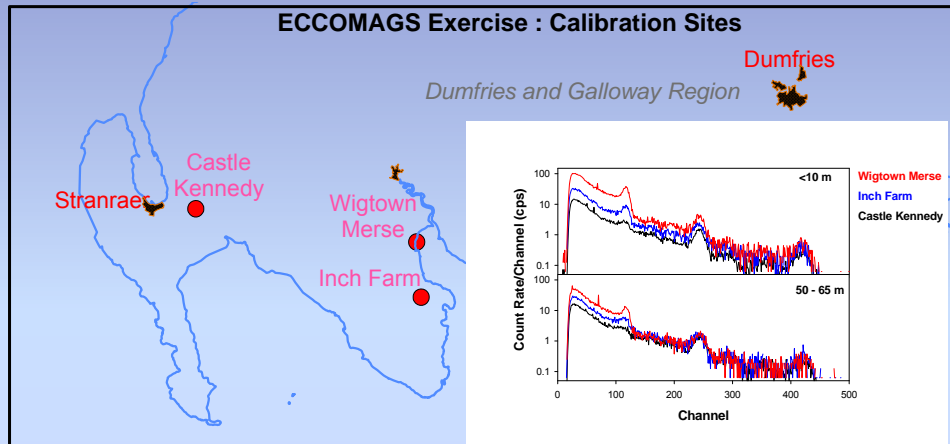 ECCOMAGS Exercise : Calibration Sites
Dumfries
Dumfries and Galloway Region
Castle
Kennedy
Stranraer
Wigtown
Merse
Inch Farm
<10 m
Wigtown Merse
Inch Farm
Castle Kennedy
100
10
1
0.1
50 - 65 m
100
10
1
0.1
Count Rate/Channel (cps)
0
100
200
300
400
500
Channel